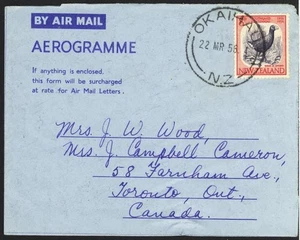 BY AIR MAIL
AEROGRAMME
If anything is enclosed,
this form will be surcharged
at rate for Air Mail Letters.
OKAIHAU
22 MR 58
N.Z
NEW ZEALAND
Mrs. J. W. Wood,
Mrs. J. Campbell Cameron,
58 Farnham Ave.,
Toronto, Ont.,
Canada.